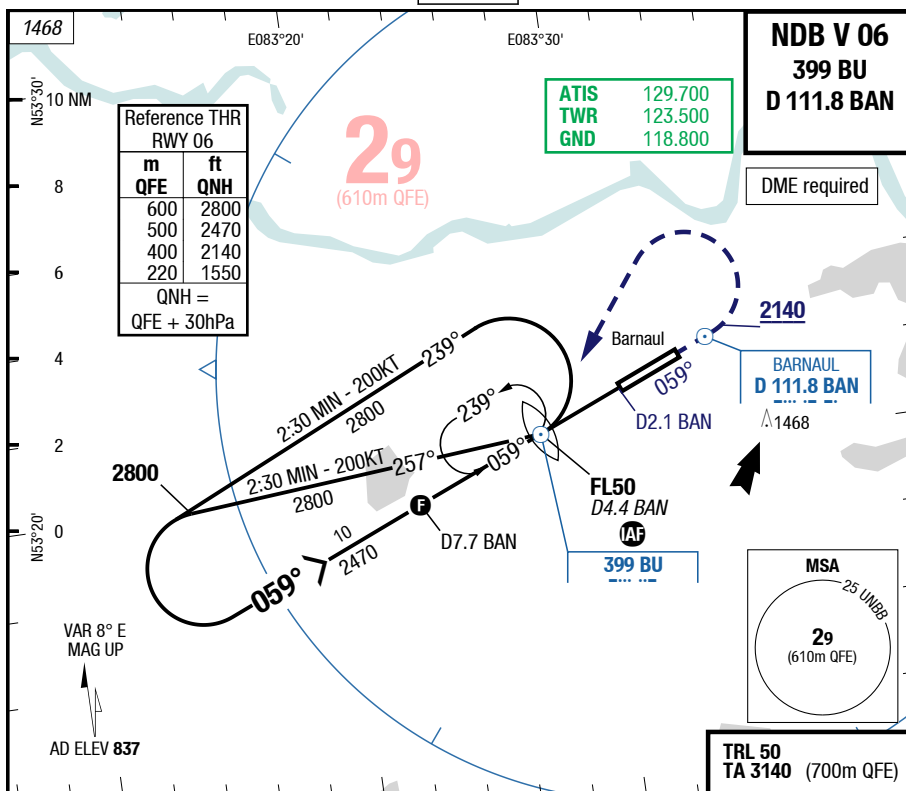 1468
E083°20'
E083°30'
NDB V 06
399 BU
D 111.8 BAN
N53°30'
10 NM
8
6
4
2
0
N53°20'
Reference THR
RWY 06
m ft
QFE QNH
600 2800
500 2470
400 2140
220 1550
QNH =
QFE + 30hPa
29
(610m QFE)
ATIS 129.700
TWR 123.500
GND 118.800
DME required
2140
Barnaul
059°
D2.1 BAN
BARNAUL
D 111.8 BAN
1468
239°
2:30 MIN - 200KT
2800
239°
059°
2800
2:30 MIN - 200KT
257°
2800
FL50
D4.4 BAN
IAF
399 BU
F
D7.7 BAN
10
2470
059°
VAR 8° E
MAG UP
AD ELEV 837
MSA
25 UNBB
29
(610m QFE)
TRL 50
TA 3140 (700m QFE)